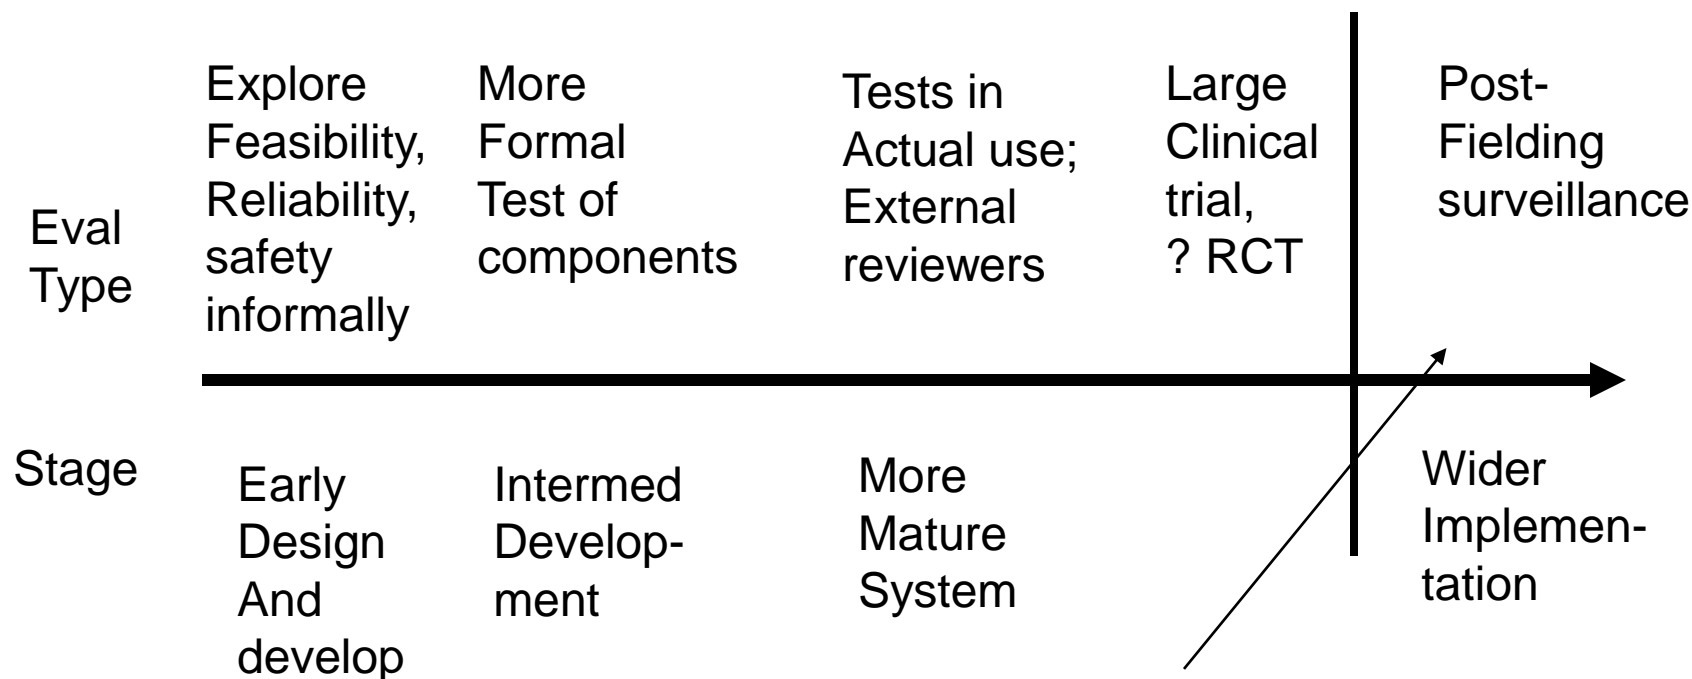 Eval
Type
Explore
Feasibility,
Reliability,
safety
informally
More
Formal
Test of
components
Tests in
Actual use;
External
reviewers
Large
Clinical
trial,
? RCT
Post-
Fielding
surveillance
Stage
Early
Design
And
develop
Intermed
Develop-
ment
More
Mature
System
Wider
Implemen-
tation